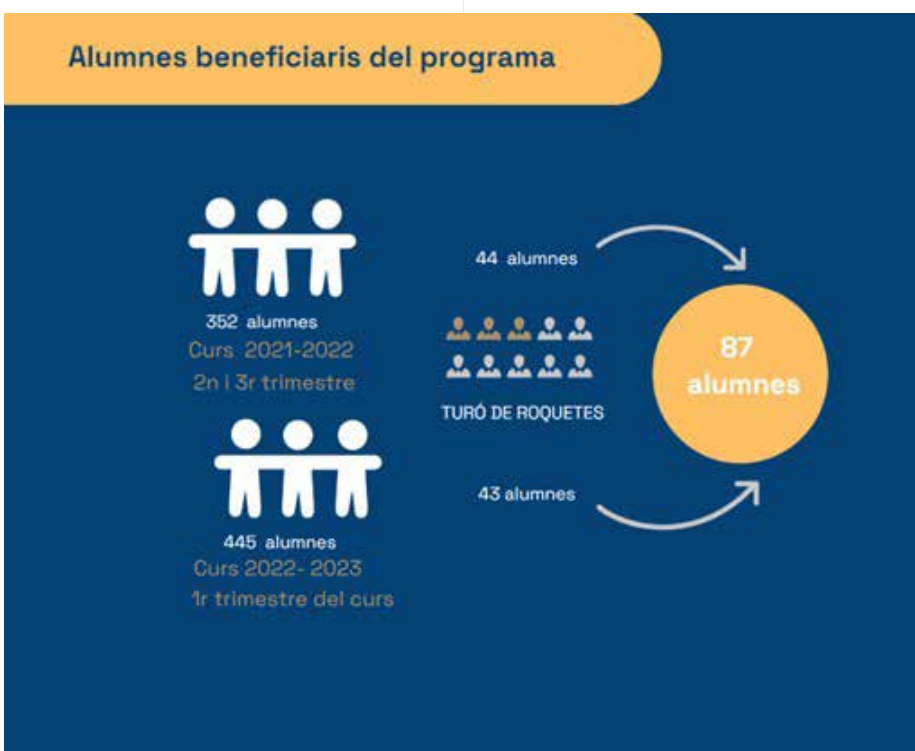 Alumnes beneficiaris del programa
352 alumnes
Curs 2021-2022
2n i 3r trimestre
445 alumnes
Curs 2022- 2023
1r trimestre del curs
44 alumnes
TURÓ DE ROQUETES
43 alumnes
87
alumnes